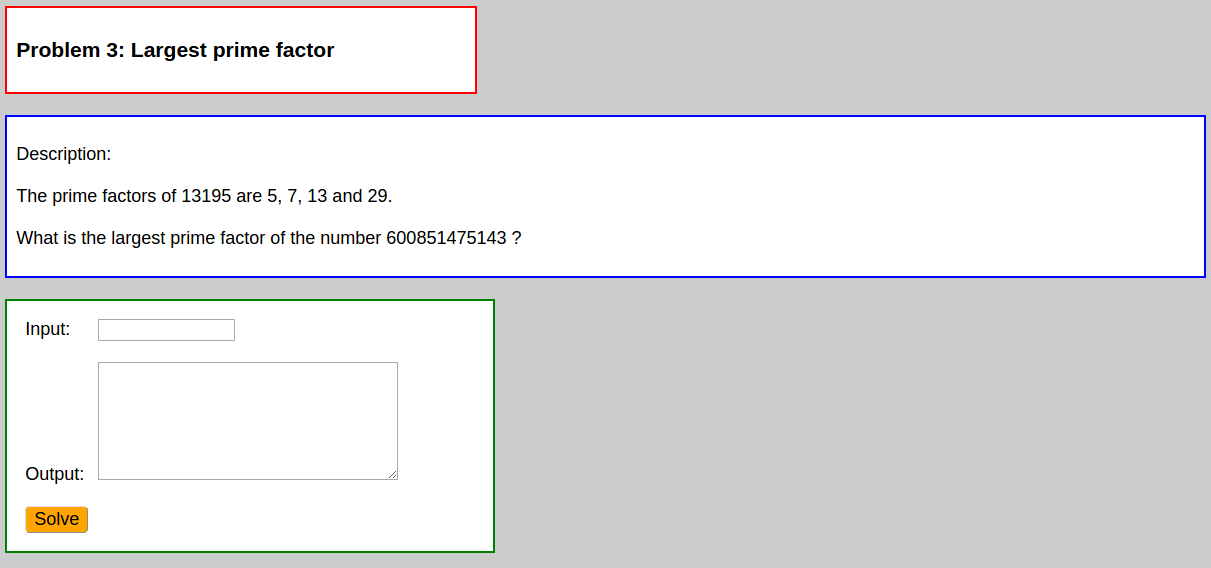 Problem 3: Largest prime factor
Description:
The prime factors of 13195 are 5, 7, 13 and 29.
What is the largest prime factor of the number 600851475143 ?
Input:
Output:
Solve